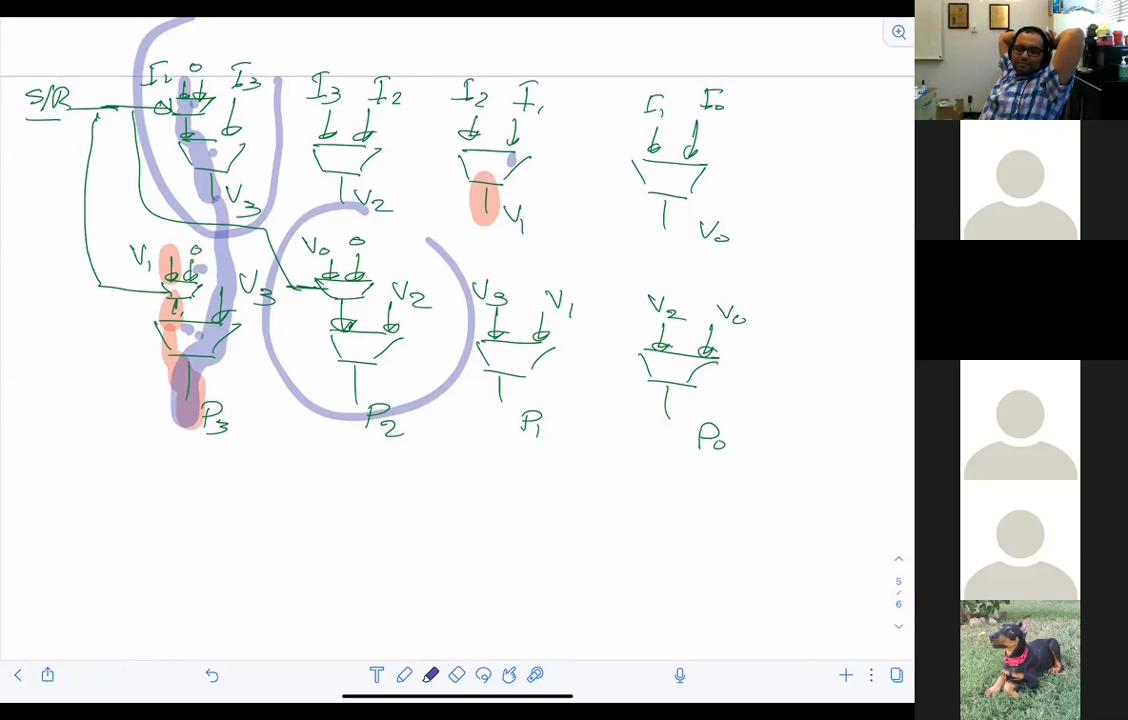 I₂ 0 I₃ I₃ I₂ I₂ I₁ I₁ I₀
S/R
V₃ V₂ V₁ V₀
V₁ 0 V₃ V₀ 0 V₂ V₃ V₁ V₂ V₀
P₃ P₂ P₁ P₀
5
/
6
T